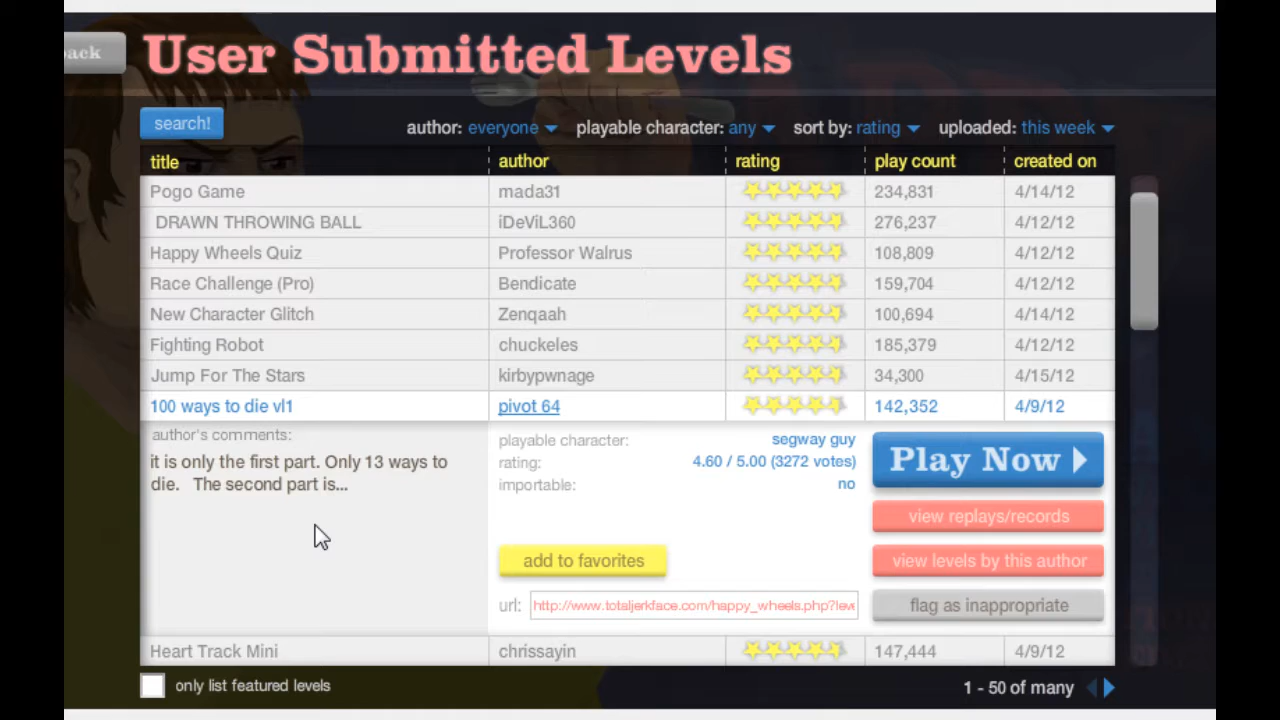 back
User Submitted Levels
search!
author: everyone playable character: any sort by: rating uploaded: this week
title author rating play count created on
Pogo Game mada31 234,831 4/14/12
DRAWN THROWING BALL iDeViL360 276,237 4/12/12
Happy Wheels Quiz Professor Walrus 108,809 4/12/12
Race Challenge (Pro) Bendicate 159,704 4/12/12
New Character Glitch Zenqaah 100,694 4/14/12
Fighting Robot chuckeles 185,379 4/12/12
Jump For The Stars kirbypwnage 34,300 4/15/12
100 ways to die vl1 pivot 64 142,352 4/9/12
author's comments:
it is only the first part. Only 13 ways to
die. The second part is...
playable character: segway guy
rating: 4.60 / 5.00 (3272 votes)
importable: no
add to favorites
url: http://www.totaljerkface.com/happy_wheels.php?leve
Play Now
view replays/records
view levels by this author
flag as inappropriate
Heart Track Mini chrissayin 147,444 4/9/12
only list featured levels
1 - 50 of many